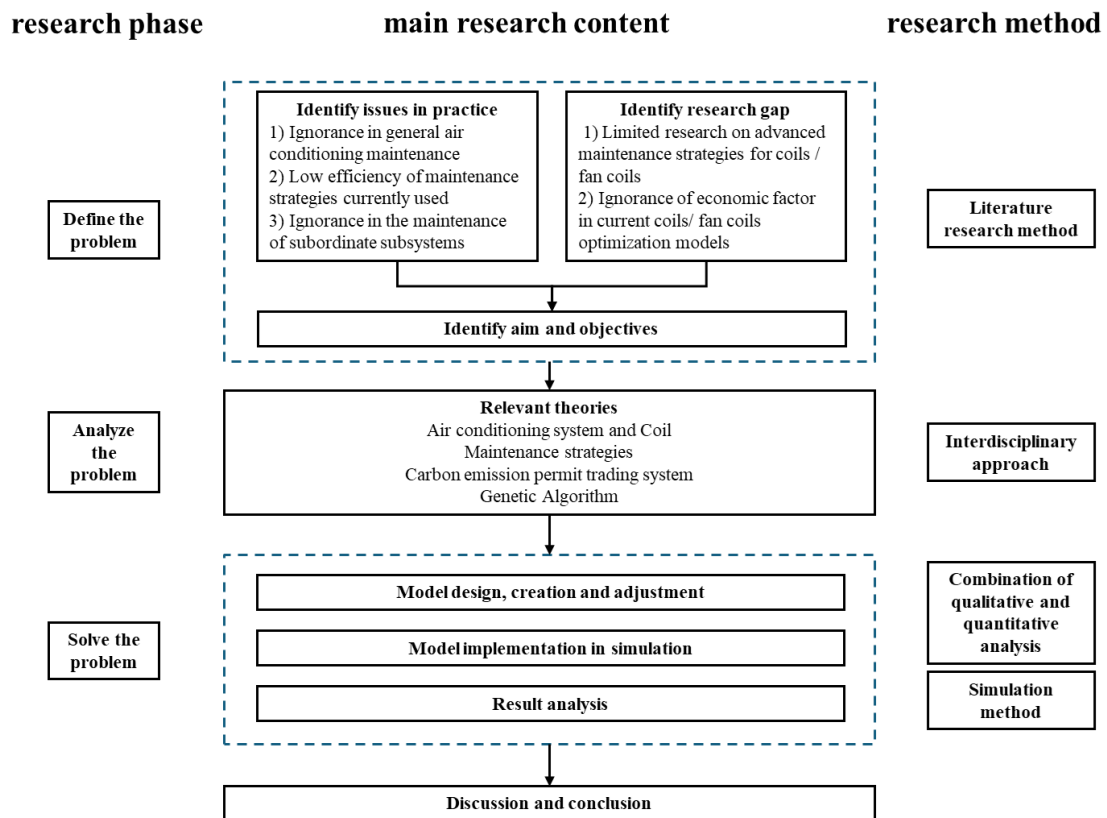 research phase
main research content
research method
Identify issues in practice
1) Ignorance in general air
conditioning maintenance
2) Low efficiency of maintenance
strategies currently used
3) Ignorance in the maintenance
of subordinate subsystems
Identify research gap
1) Limited research on advanced
maintenance strategies for coils /
fan coils
2) Ignorance of economic factor
in current coils/ fan coils
optimization models
Define the
problem
Literature
research method
Identify aim and objectives
Analyze
the
problem
Relevant theories
Air conditioning system and Coil
Maintenance strategies
Carbon emission permit trading system
Genetic Algorithm
Interdisciplinary
approach
Solve the
problem
Model design, creation and adjustment
Model implementation in simulation
Result analysis
Combination of
qualitative and
quantitative
analysis
Simulation
method
Discussion and conclusion